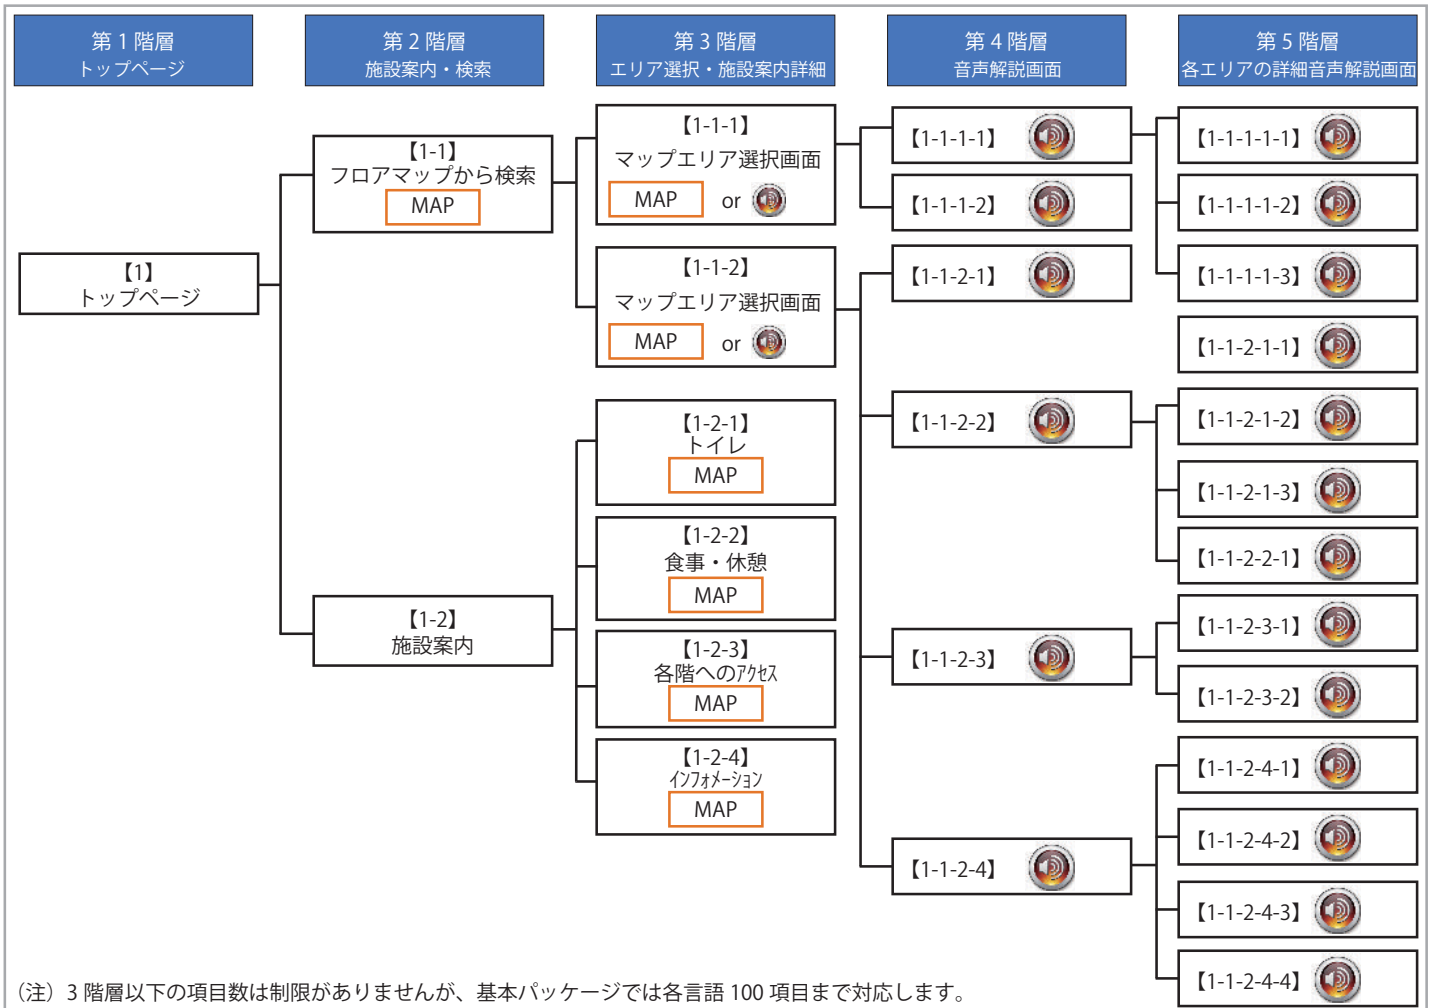 第 1 階層
トップページ
第 2 階層
施設案内・検索
第 3 階層
エリア選択・施設案内詳細
第 4 階層
音声解説画面
第 5 階層
各エリアの詳細音声解説画面
【1】
トップページ
【1-1】
フロアマップから検索
MAP
【1-2】
施設案内
【1-1-1】
マップエリア選択画面
MAP or
【1-1-2】
マップエリア選択画面
MAP or
【1-2-1】
トイレ
MAP
【1-2-2】
食事・休憩
MAP
【1-2-3】
各階へのｱｸｾｽ
MAP
【1-2-4】
ｲﾝﾌｫﾒｰｼｮﾝ
MAP
【1-1-1-1】
【1-1-1-2】
【1-1-2-1】
【1-1-2-2】
【1-1-2-3】
【1-1-2-4】
【1-1-1-1-1】
【1-1-1-1-2】
【1-1-1-1-3】
【1-1-2-1-1】
【1-1-2-1-2】
【1-1-2-1-3】
【1-1-2-2-1】
【1-1-2-3-1】
【1-1-2-3-2】
【1-1-2-4-1】
【1-1-2-4-2】
【1-1-2-4-3】
【1-1-2-4-4】
（注）3 階層以下の項目数は制限がありませんが、基本パッケージでは各言語 100 項目まで対応します。